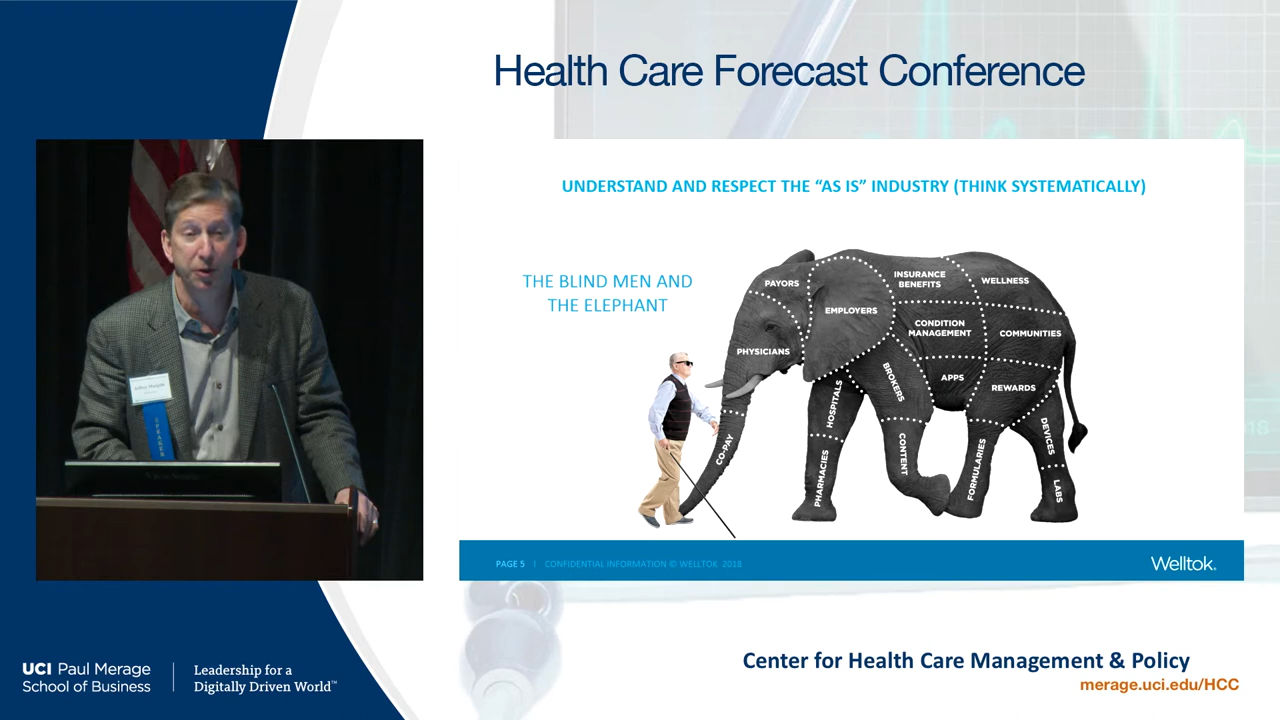 Health Care Forecast Conference
UNDERSTAND AND RESPECT THE “AS IS” INDUSTRY (THINK SYSTEMATICALLY)
THE BLIND MEN AND
THE ELEPHANT
PAYORS
INSURANCE
BENEFITS
WELLNESS
EMPLOYERS
CONDITION
MANAGEMENT
COMMUNITIES
PHYSICIANS
BROKERS
APPS
REWARDS
HOSPITALS
CO-PAY
CONTENT
DEVICES
PHARMACIES
FORMULARIES
LABS
SPEAKER
PAGE 5 | CONFIDENTIAL INFORMATION © WELLTOK 2018
Welltok.
UCI Paul Merage
School of Business
Leadership for a
Digitally Driven World™
Center for Health Care Management & Policy
merage.uci.edu/HCC